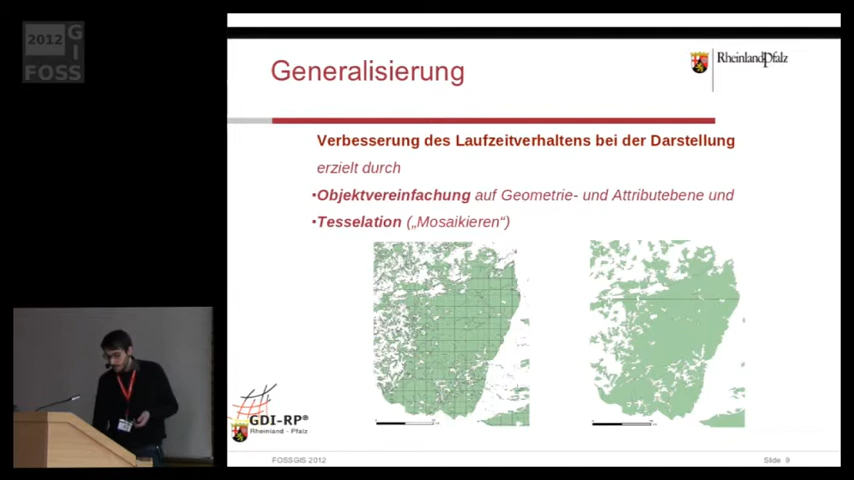 2012
GIS
FOSS
Generalisierung
RheinlandPfalz
Verbesserung des Laufzeitverhaltens bei der Darstellung
erzielt durch
•Objektvereinfachung auf Geometrie- und Attributebene und
•Tesselation („Mosaikieren“)
GDI-RP®
Rheinland - Pfalz
FOSSGIS 2012
Slide 9